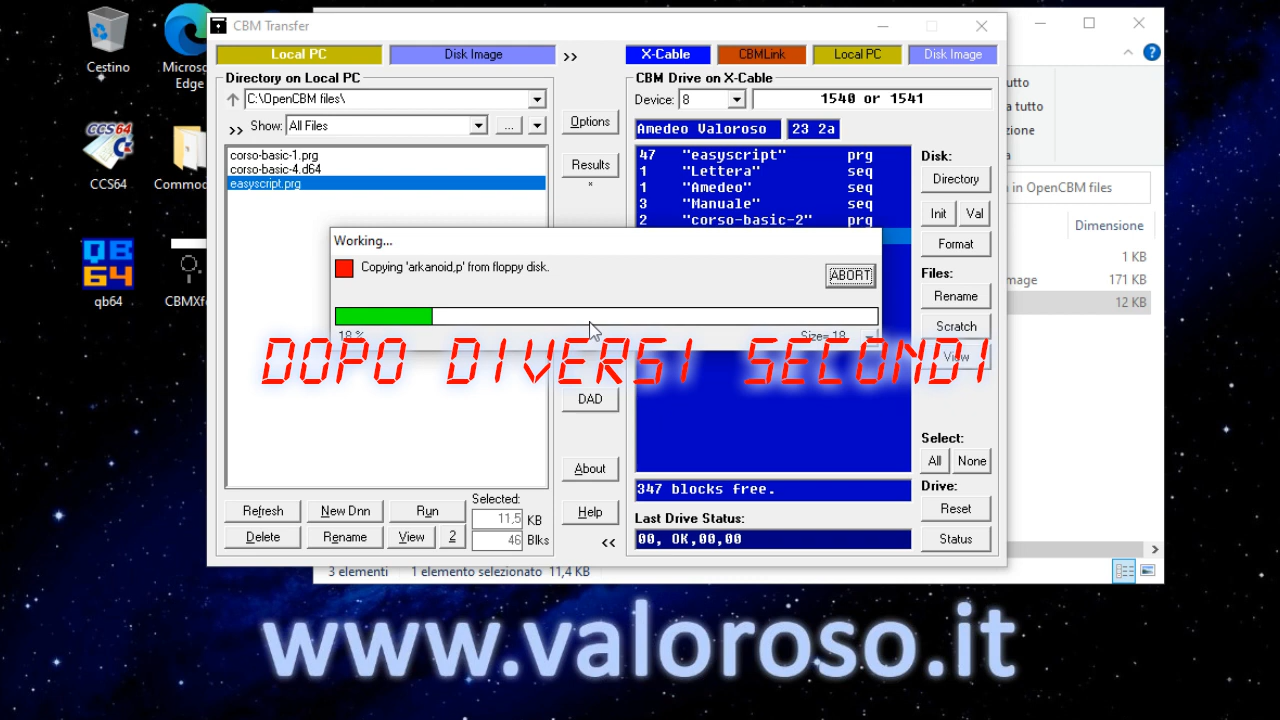 Cestino
Microso
Edge
CCS64
CCS64
Commod
QB
64
qb64
CBMXfe
CBM Transfer
Local PC
Disk Image
>>
X-Cable
CBMLink
Local PC
Disk Image
Directory on Local PC
C:\OpenCBM files\
>> Show: All Files
...
corso-basic-1.prg
corso-basic-4.d64
easyscript.prg
Options
Results
*
DAD
About
Help
<<
CBM Drive on X-Cable
Device: 8
1540 or 1541
Amedeo Valoroso 23 2a
47 "easyscript" prg
1 "Lettera" seq
1 "Amedeo" seq
3 "Manuale" seq
2 "corso-basic-2" prg
347 blocks free.
Last Drive Status:
00, OK,00,00
Disk:
Directory
Init Val
Format
Files:
Rename
Scratch
View
Select:
All None
Drive:
Reset
Status
Working...
Copying 'arkanoid,p' from floppy disk.
ABORT
18 %
Size= 18
DOPO DIVERSI SECONDI
Refresh New Dnn Run
Delete Rename View 2
Selected:
11,5 KB
46 Blks
utto
a tutto
zione
a
in OpenCBM files
Dimensione
1 KB
mage 171 KB
12 KB
3 elementi 1 elemento selezionato 11,4 KB
www.valoroso.it